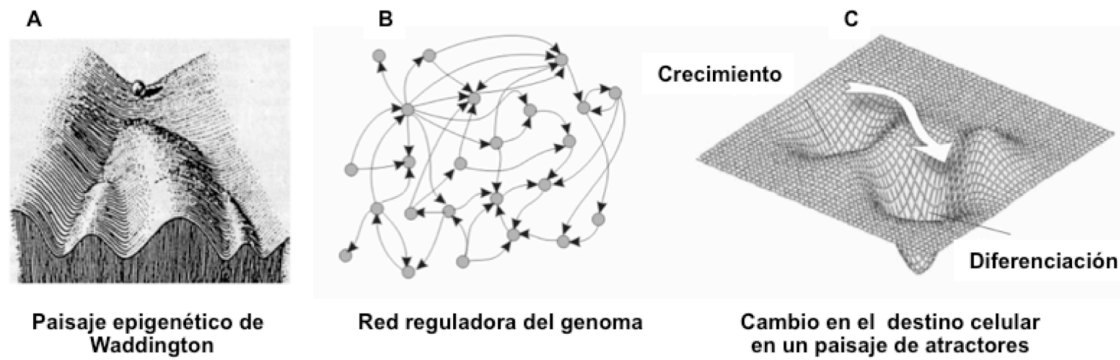 A
B
C
Crecimiento
Diferenciación
Paisaje epigenético de
Waddington
Red reguladora del genoma
Cambio en el destino celular
en un paisaje de atractores